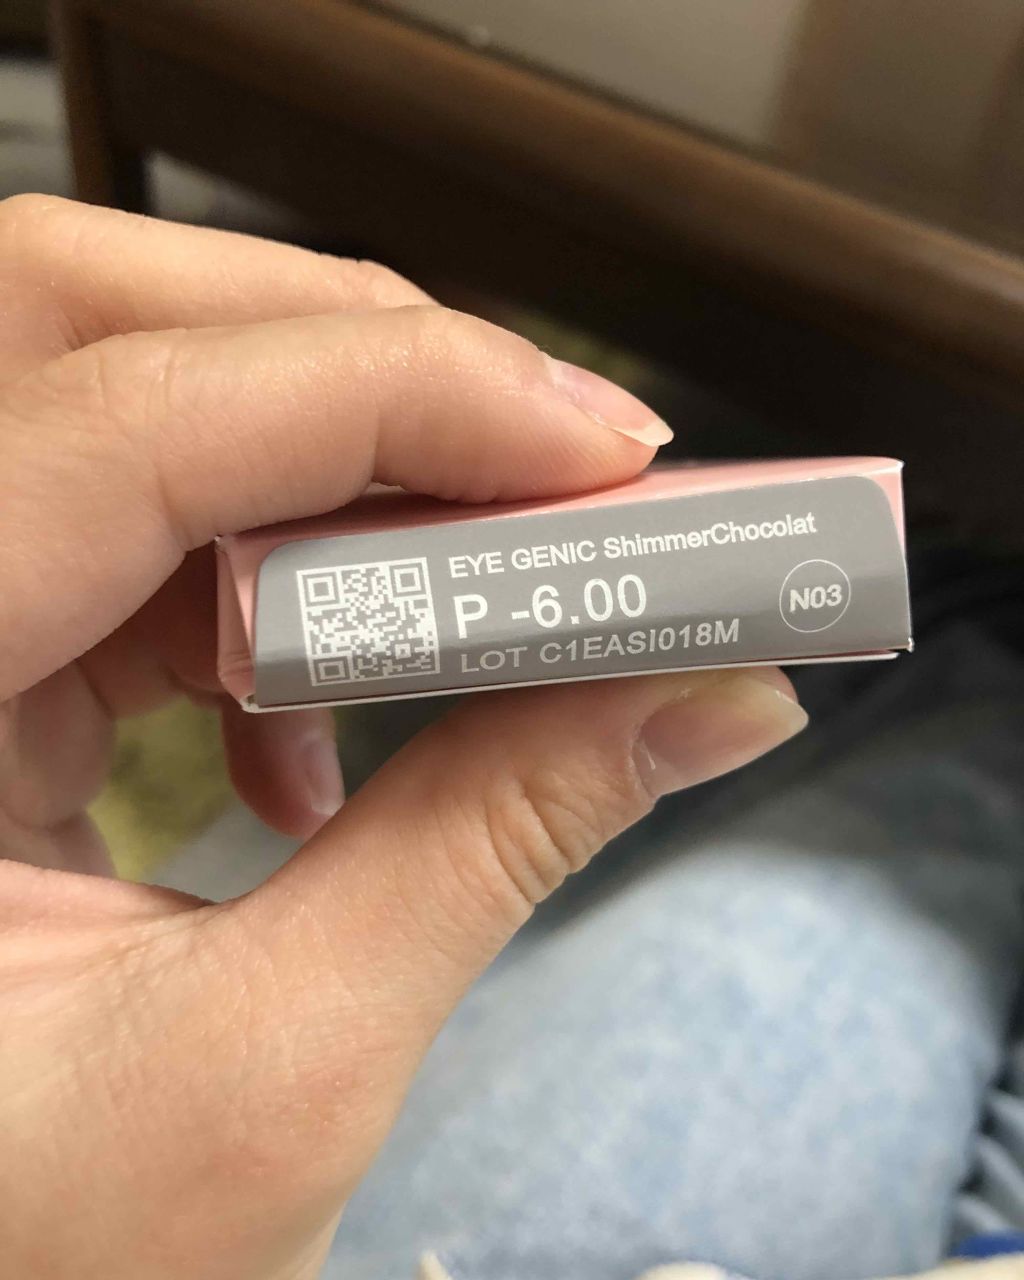 EYE GENIC ShimmerChocolat
P -6.00
N03
LOT C1EASI018M